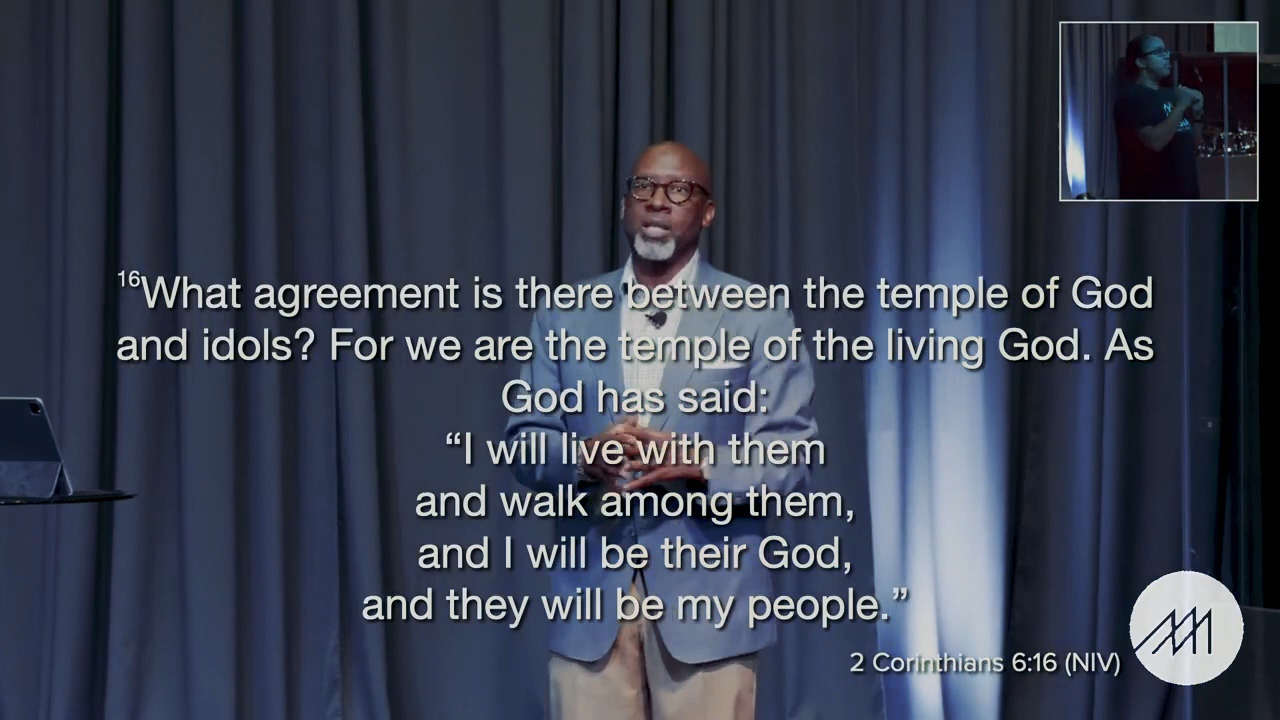 16What agreement is there between the temple of God
and idols? For we are the temple of the living God. As
God has said:
“I will live with them
and walk among them,
and I will be their God,
and they will be my people.”
2 Corinthians 6:16 (NIV)